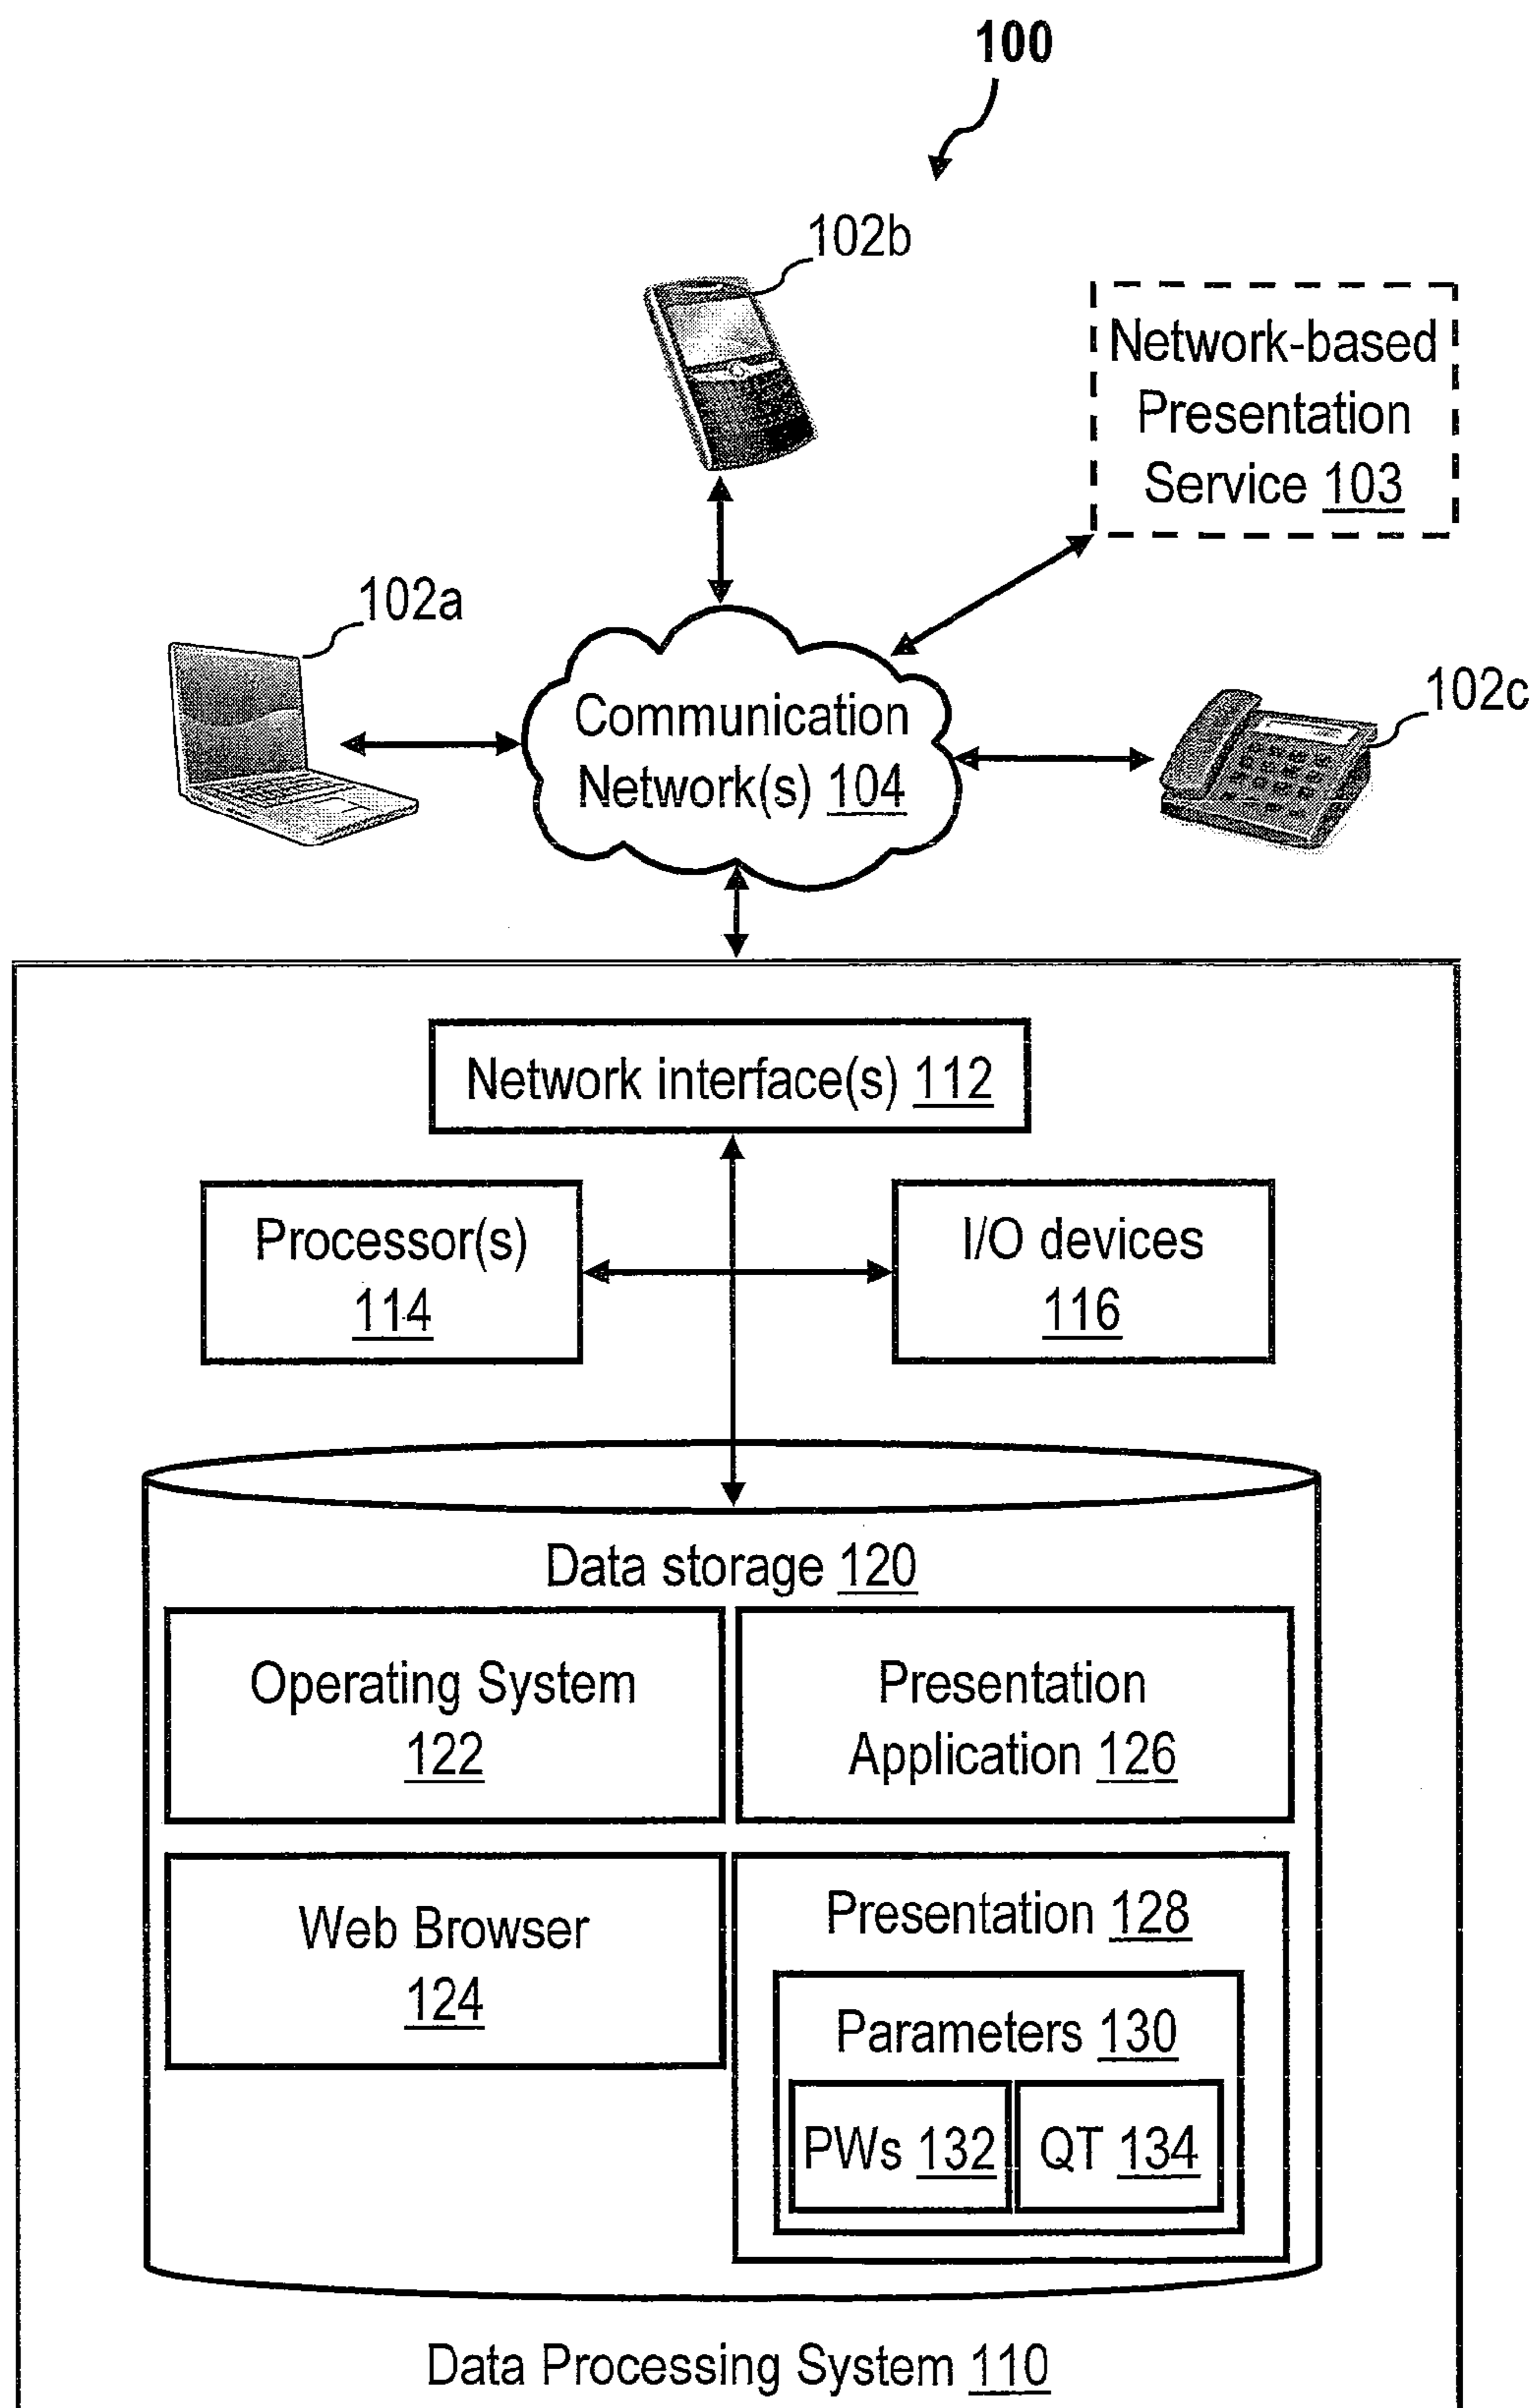 100
102b
Network-based
Presentation
Service 103
102a
102c
Communication
Network(s) 104
Network interface(s) 112
Processor(s)
114
I/O devices
116
Data storage 120
Operating System
122
Presentation
Application 126
Web Browser
124
Presentation 128
Parameters 130
PWs 132
QT 134
Data Processing System 110